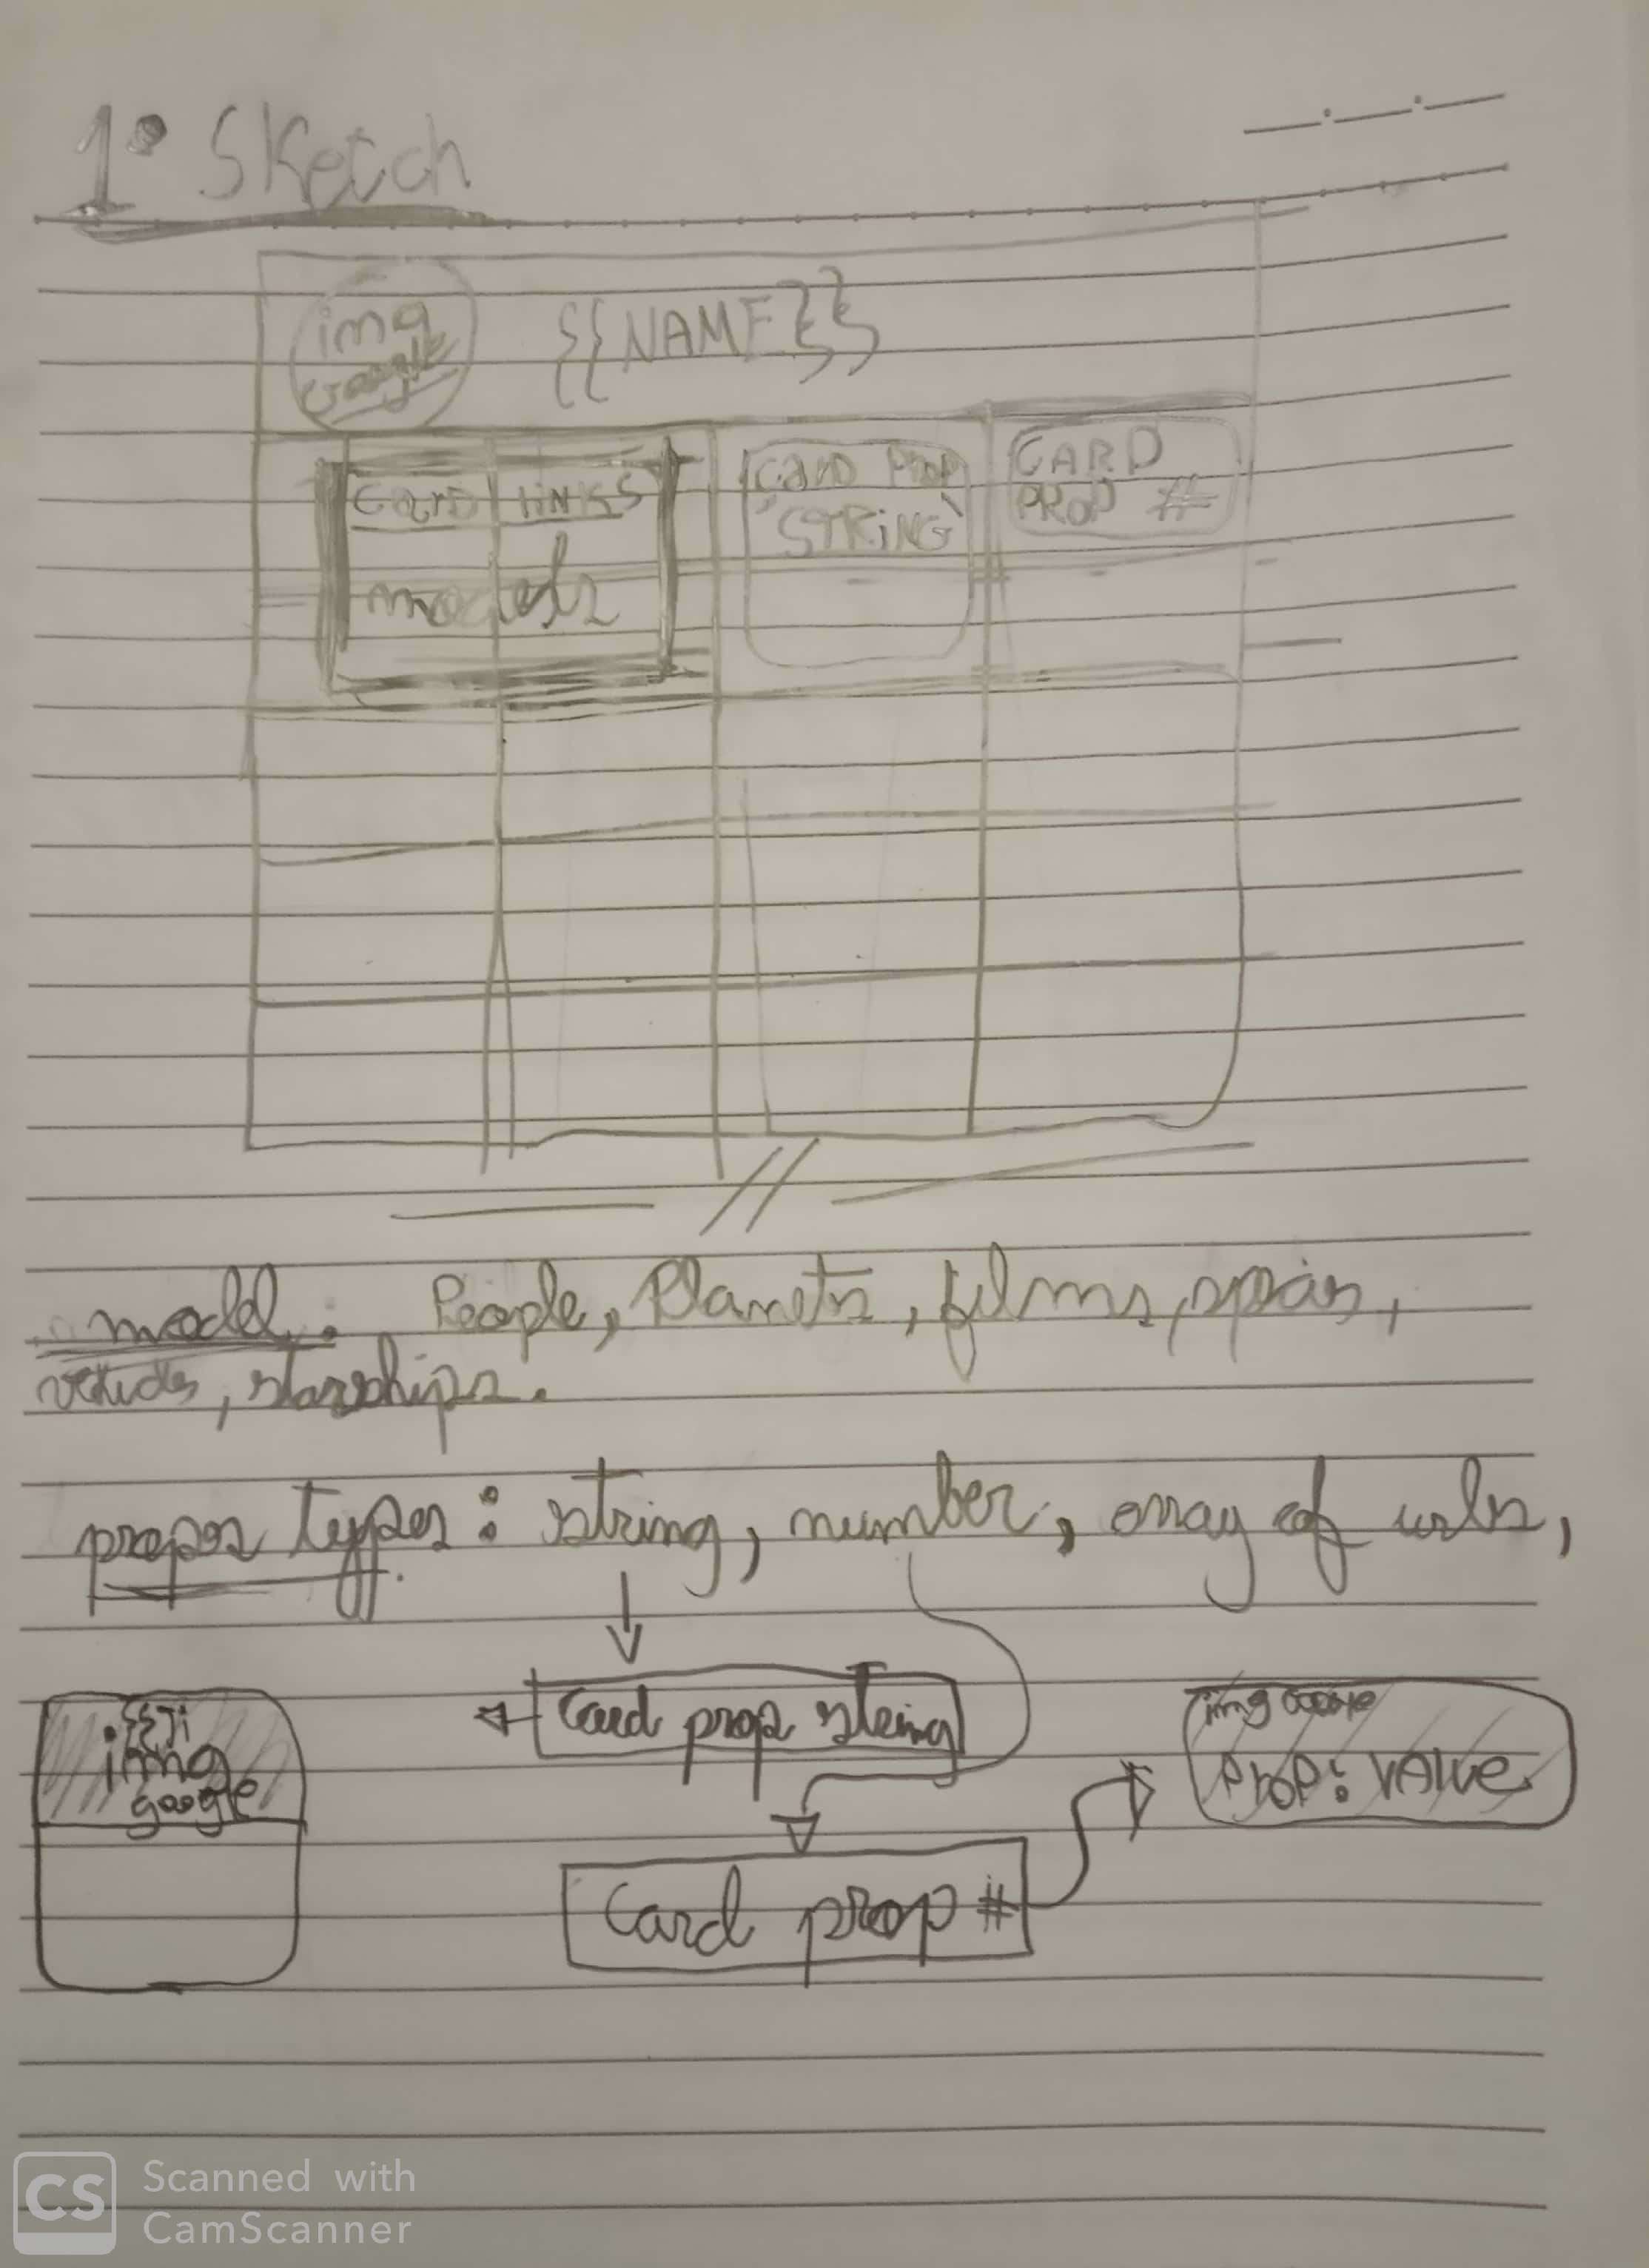 1° Sketch
img
Google
{{NAME}}
CARD LINKS
models
CARD PROP
'STRING'
CARD
PROP #
model: People, Planets, films,
vehicles, starships.
props types: string, number, array of urls,
img
google
Card prop string
img Google
PROP: VALUE
Card prop #
CS
Scanned with
CamScanner